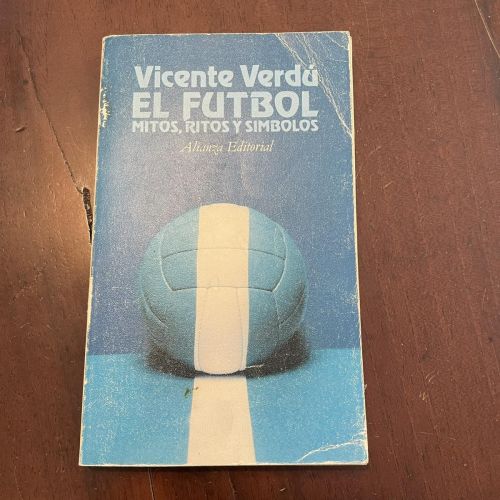 Vicente Verdú
EL FUTBOL
MITOS, RITOS Y SIMBOLOS
Alianza Editorial